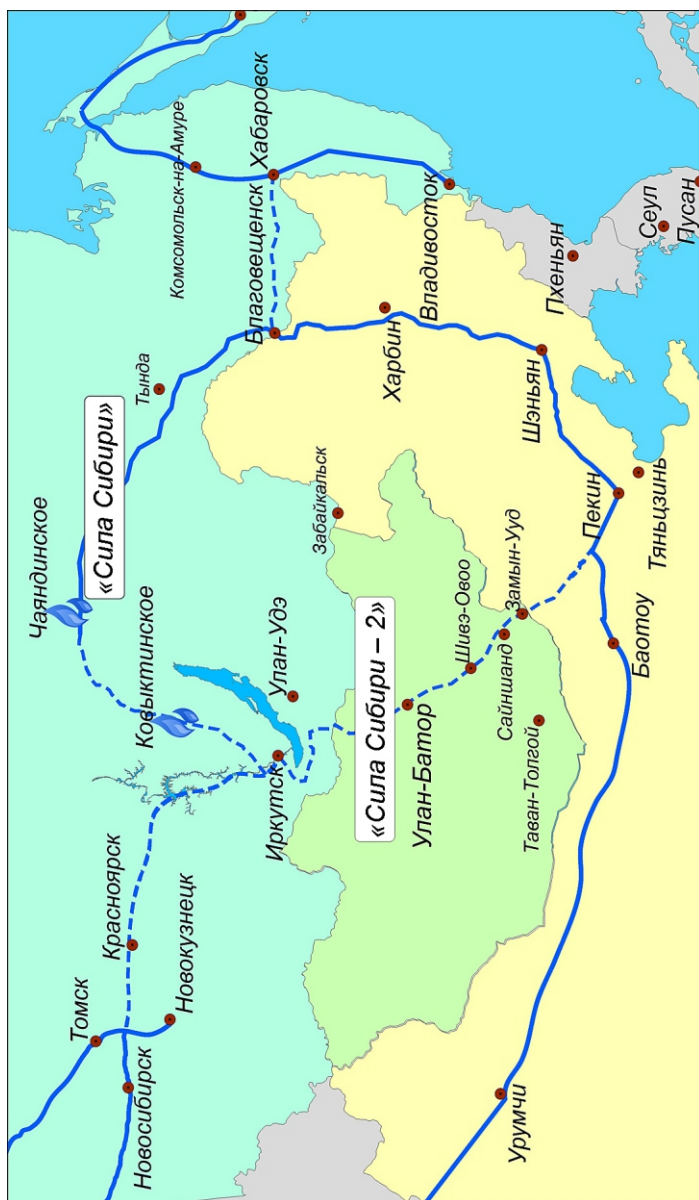 Томск
Новосибирск
Новокузнецк
Красноярск
Иркутск
Ковыктинское
Чаяндинское
«Сила Сибири»
Тында
Комсомольск-на-Амуре
Благовещенск
Хабаровск
Улан-Удэ
Забайкальск
«Сила Сибири – 2»
Улан-Батор
Шивэ-Овоо
Сайншанд
Замын-Ууд
Таван-Толгой
Харбин
Владивосток
Шэньян
Пхеньян
Сеул
Пусан
Урумчи
Баотоу
Пекин
Тяньцзинь